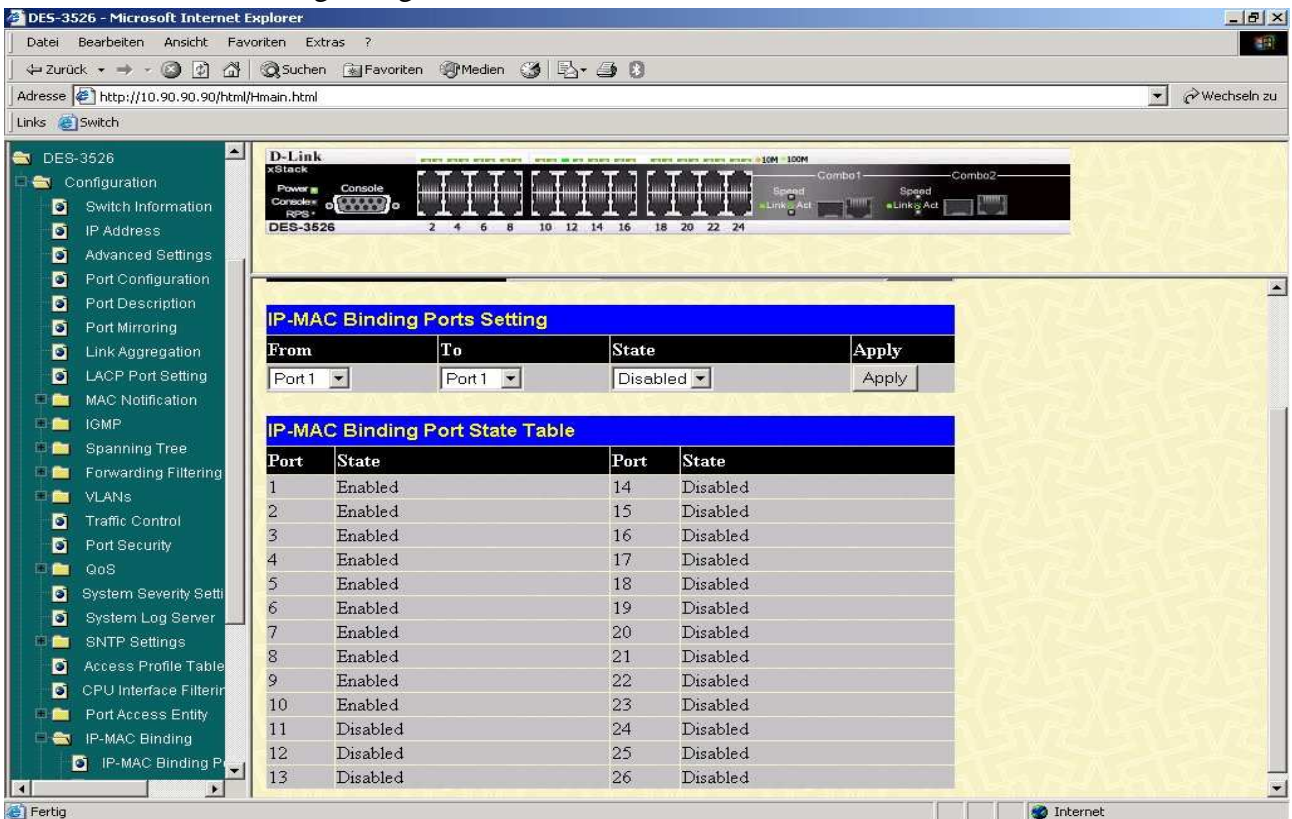 DES-3526 - Microsoft Internet Explorer
Datei Bearbeiten Ansicht Favoriten Extras ?
Zurück Suchen Favoriten Medien
Adresse http://10.90.90.90/html/Hmain.html Wechseln zu
Links Switch
DES-3526
Configuration
Switch Information
IP Address
Advanced Settings
Port Configuration
Port Description
Port Mirroring
Link Aggregation
LACP Port Setting
MAC Notification
IGMP
Spanning Tree
Forwarding Filtering
VLANs
Traffic Control
Port Security
QoS
System Severity Setti
System Log Server
SNTP Settings
Access Profile Table
CPU Interface Filterin
Port Access Entity
IP-MAC Binding
IP-MAC Binding Po
D-Link
xStack
10M 100M
Power Console
Console
RPS
DES-3526
2 4 6 8 10 12 14 16 18 20 22 24
Combo1 Combo2
Speed Speed
Link Act Link Act
IP-MAC Binding Ports Setting
From To State Apply
Port 1 Port 1 Disabled Apply
IP-MAC Binding Port State Table
Port State Port State
1 Enabled 14 Disabled
2 Enabled 15 Disabled
3 Enabled 16 Disabled
4 Enabled 17 Disabled
5 Enabled 18 Disabled
6 Enabled 19 Disabled
7 Enabled 20 Disabled
8 Enabled 21 Disabled
9 Enabled 22 Disabled
10 Enabled 23 Disabled
11 Disabled 24 Disabled
12 Disabled 25 Disabled
13 Disabled 26 Disabled
Fertig Internet